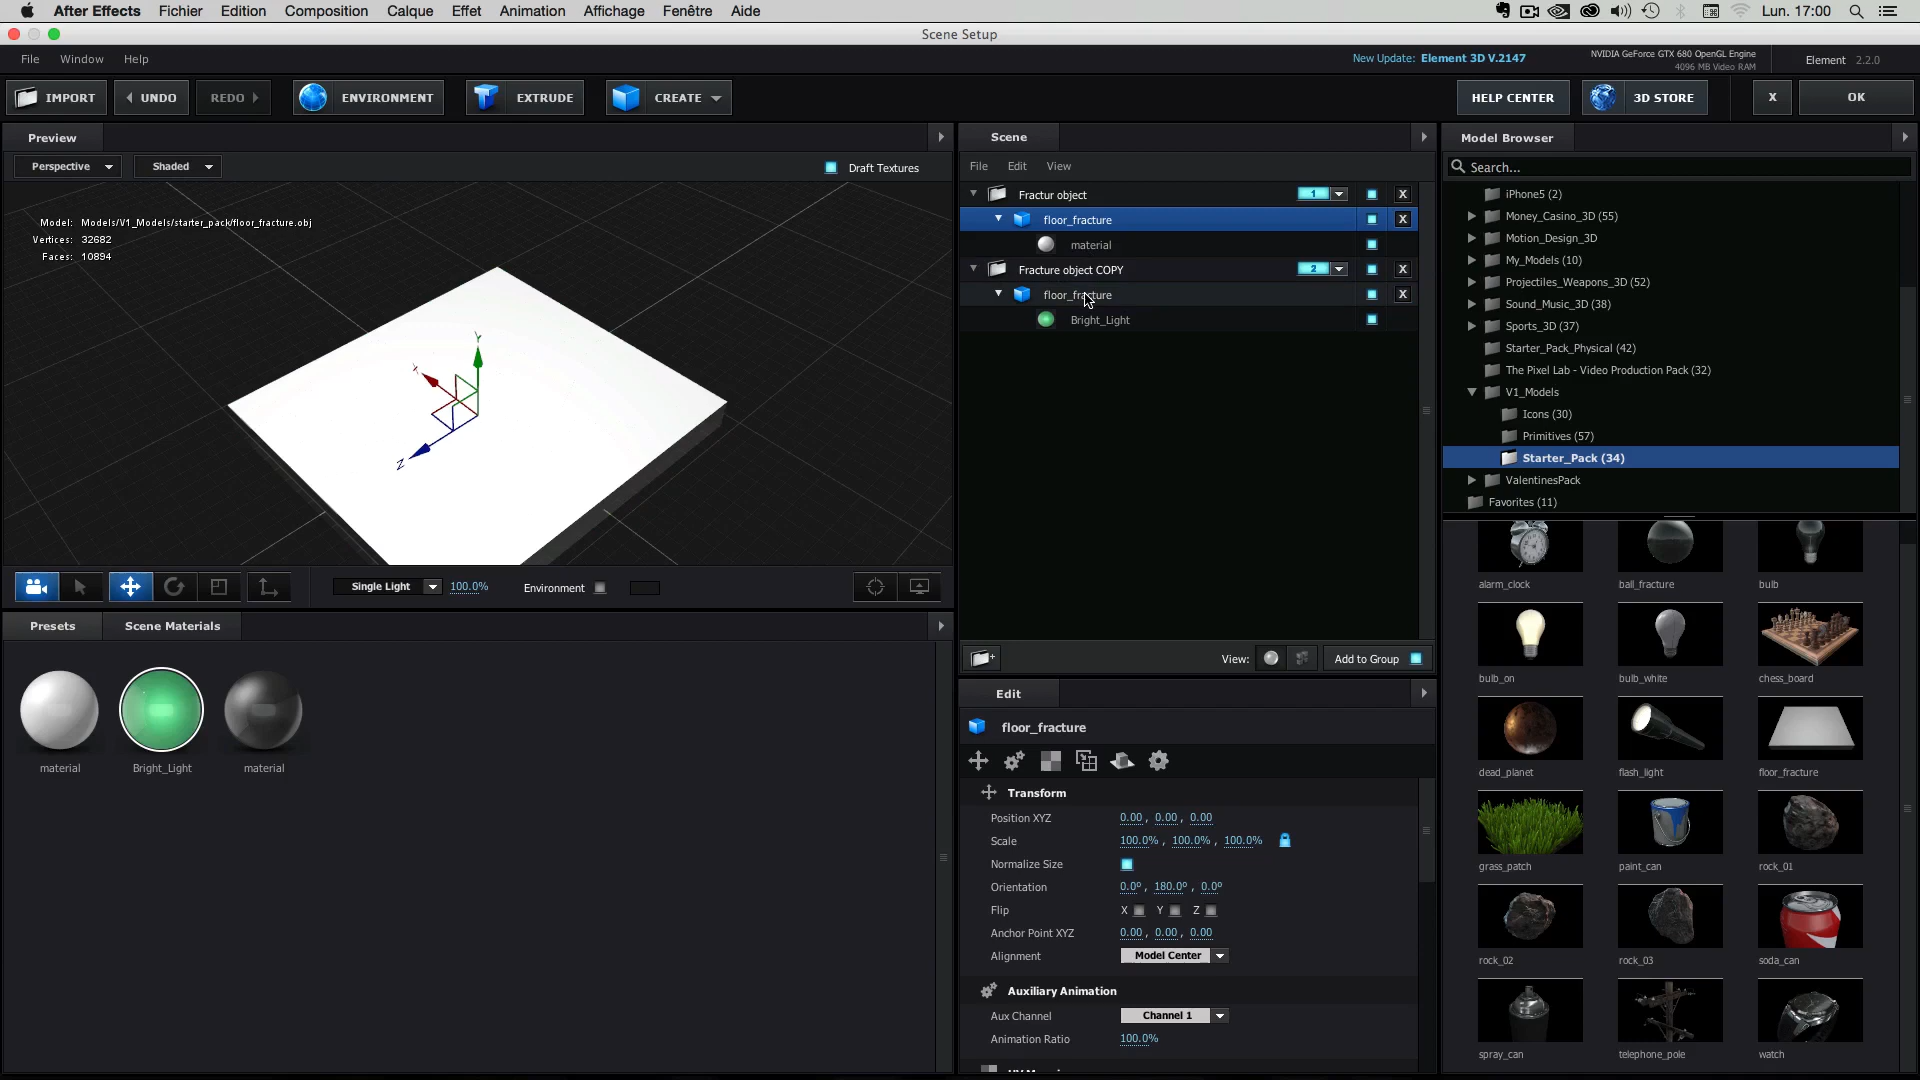 After Effects Fichier Edition Composition Calque Effet Animation Affichage Fenêtre Aide Lun. 17:00
Scene Setup
File Window Help
New Update: Element 3D V.2147
NVIDIA GeForce GTX 680 OpenGL Engine
4096 MB Video RAM
Element 2.2.0
IMPORT UNDO REDO ENVIRONMENT EXTRUDE CREATE HELP CENTER 3D STORE X OK
Preview
Perspective Shaded Draft Textures
Model: Models/V1_Models/starter_pack/floor_fracture.obj
Vertices: 32682
Faces: 10894
Y
X
Z
Single Light 100.0% Environment
Presets Scene Materials
material Bright_Light material
Scene
File Edit View
Fractur object 1 X
floor_fracture X
material
Fracture object COPY 2 X
floor_fracture X
Bright_Light
View: Add to Group
Edit
floor_fracture
Transform
Position XYZ 0.00, 0.00, 0.00
Scale 100.0%, 100.0%, 100.0%
Normalize Size
Orientation 0.0º, 180.0º, 0.0º
Flip X Y Z
Anchor Point XYZ 0.00, 0.00, 0.00
Alignment Model Center
Auxiliary Animation
Aux Channel Channel 1
Animation Ratio 100.0%
Model Browser
Search...
iPhone5 (2)
Money_Casino_3D (55)
Motion_Design_3D
My_Models (10)
Projectiles_Weapons_3D (52)
Sound_Music_3D (38)
Sports_3D (37)
Starter_Pack_Physical (42)
The Pixel Lab - Video Production Pack (32)
V1_Models
Icons (30)
Primitives (57)
Starter_Pack (34)
ValentinesPack
Favorites (11)
alarm_clock ball_fracture bulb
bulb_on bulb_white chess_board
dead_planet flash_light floor_fracture
grass_patch paint_can rock_01
rock_02 rock_03 soda_can
spray_can telephone_pole watch